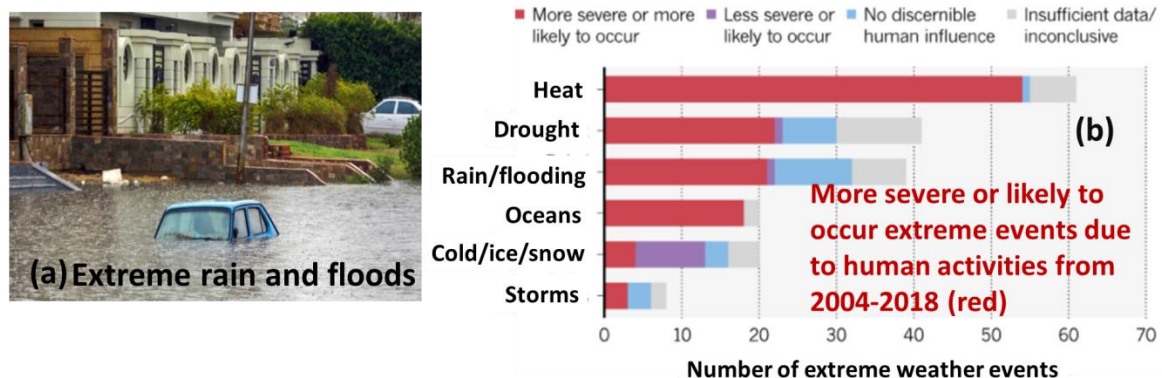 More severe or more
likely to occur
Less severe or
likely to occur
No discernible
human influence
Insufficient data/
inconclusive
Heat
Drought
Rain/flooding
Oceans
Cold/ice/snow
Storms
(b)
More severe or likely to
occur extreme events due
to human activities from
2004-2018 (red)
0 10 20 30 40 50 60 70
Number of extreme weather events
(a) Extreme rain and floods